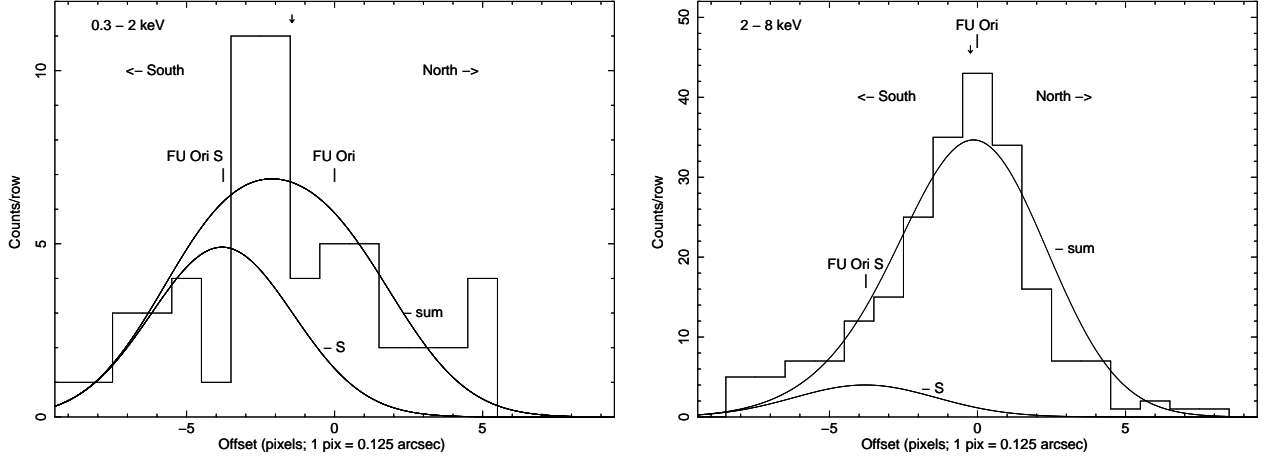 0.3 – 2 keV
<– South
North –>
FU Ori S
FU Ori
– sum
– S
Counts/row
0
5
10
−5
0
5
Offset (pixels; 1 pix = 0.125 arcsec)
2 – 8 keV
FU Ori
<– South
North –>
FU Ori S
– sum
– S
Counts/row
0
10
20
30
40
50
−5
0
5
Offset (pixels; 1 pix = 0.125 arcsec)